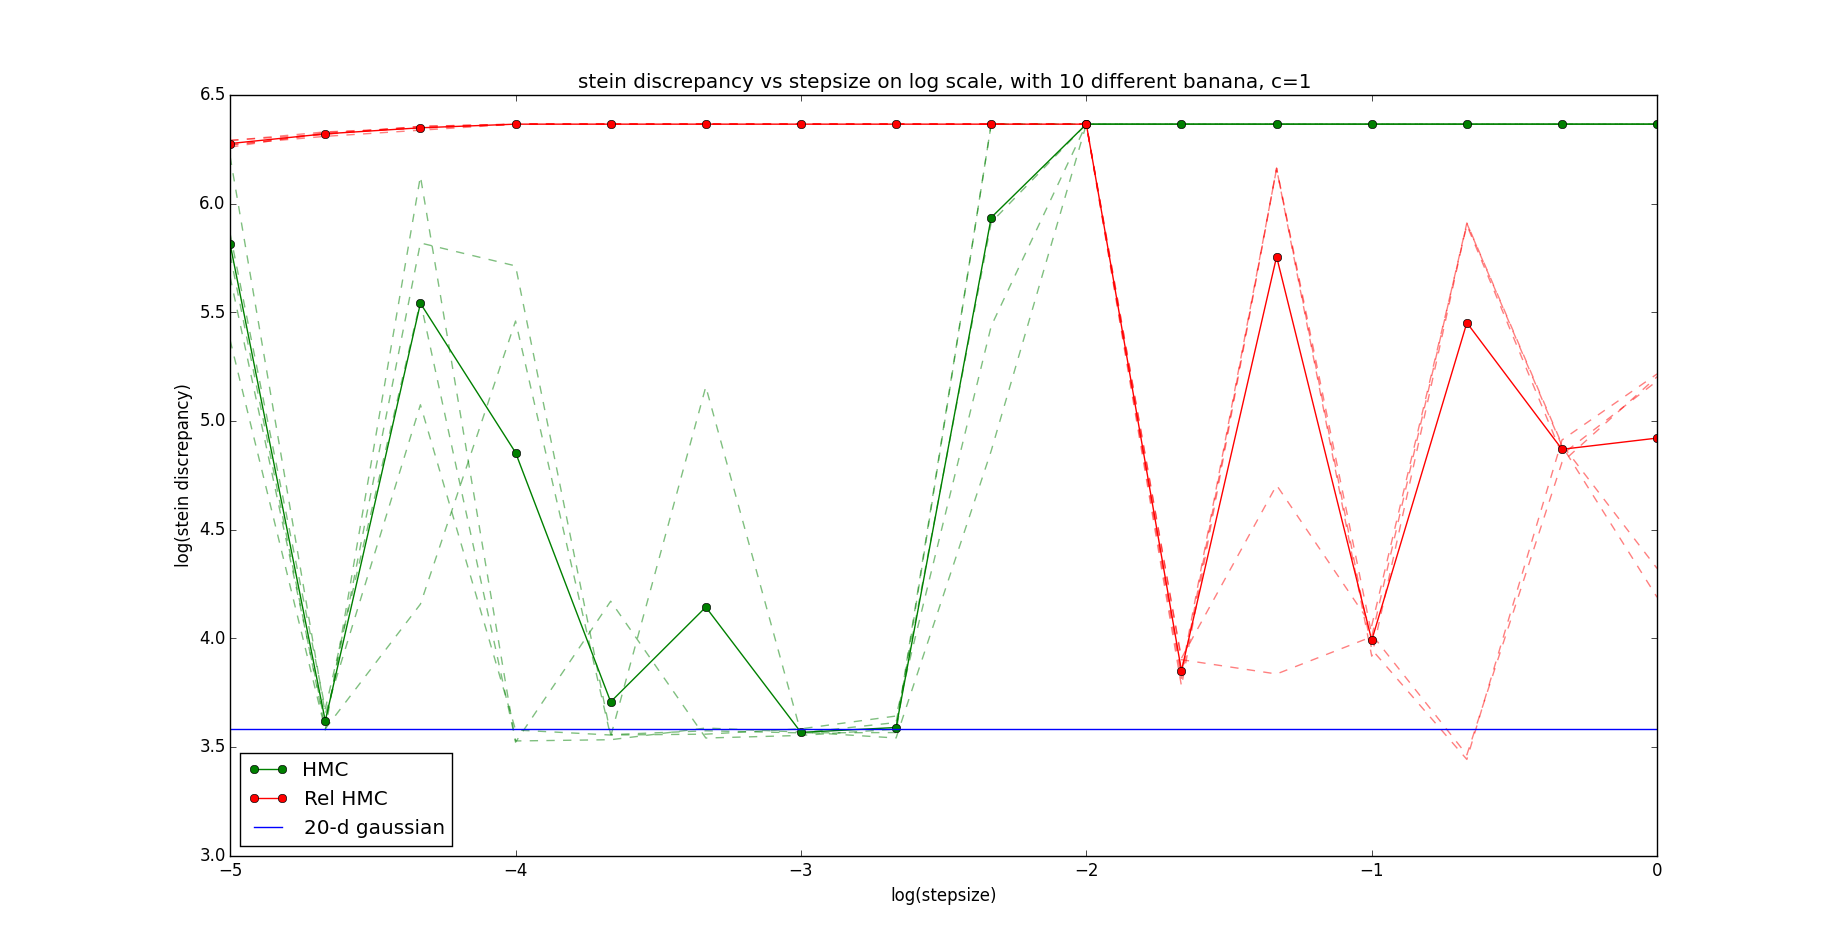 stein discrepancy vs stepsize on log scale, with 10 different banana, c=1
6.5
6.0
5.5
5.0
4.5
4.0
3.5
3.0
log(stein discrepancy)
HMC
Rel HMC
20-d gaussian
−5
−4
−3
−2
−1
0
log(stepsize)